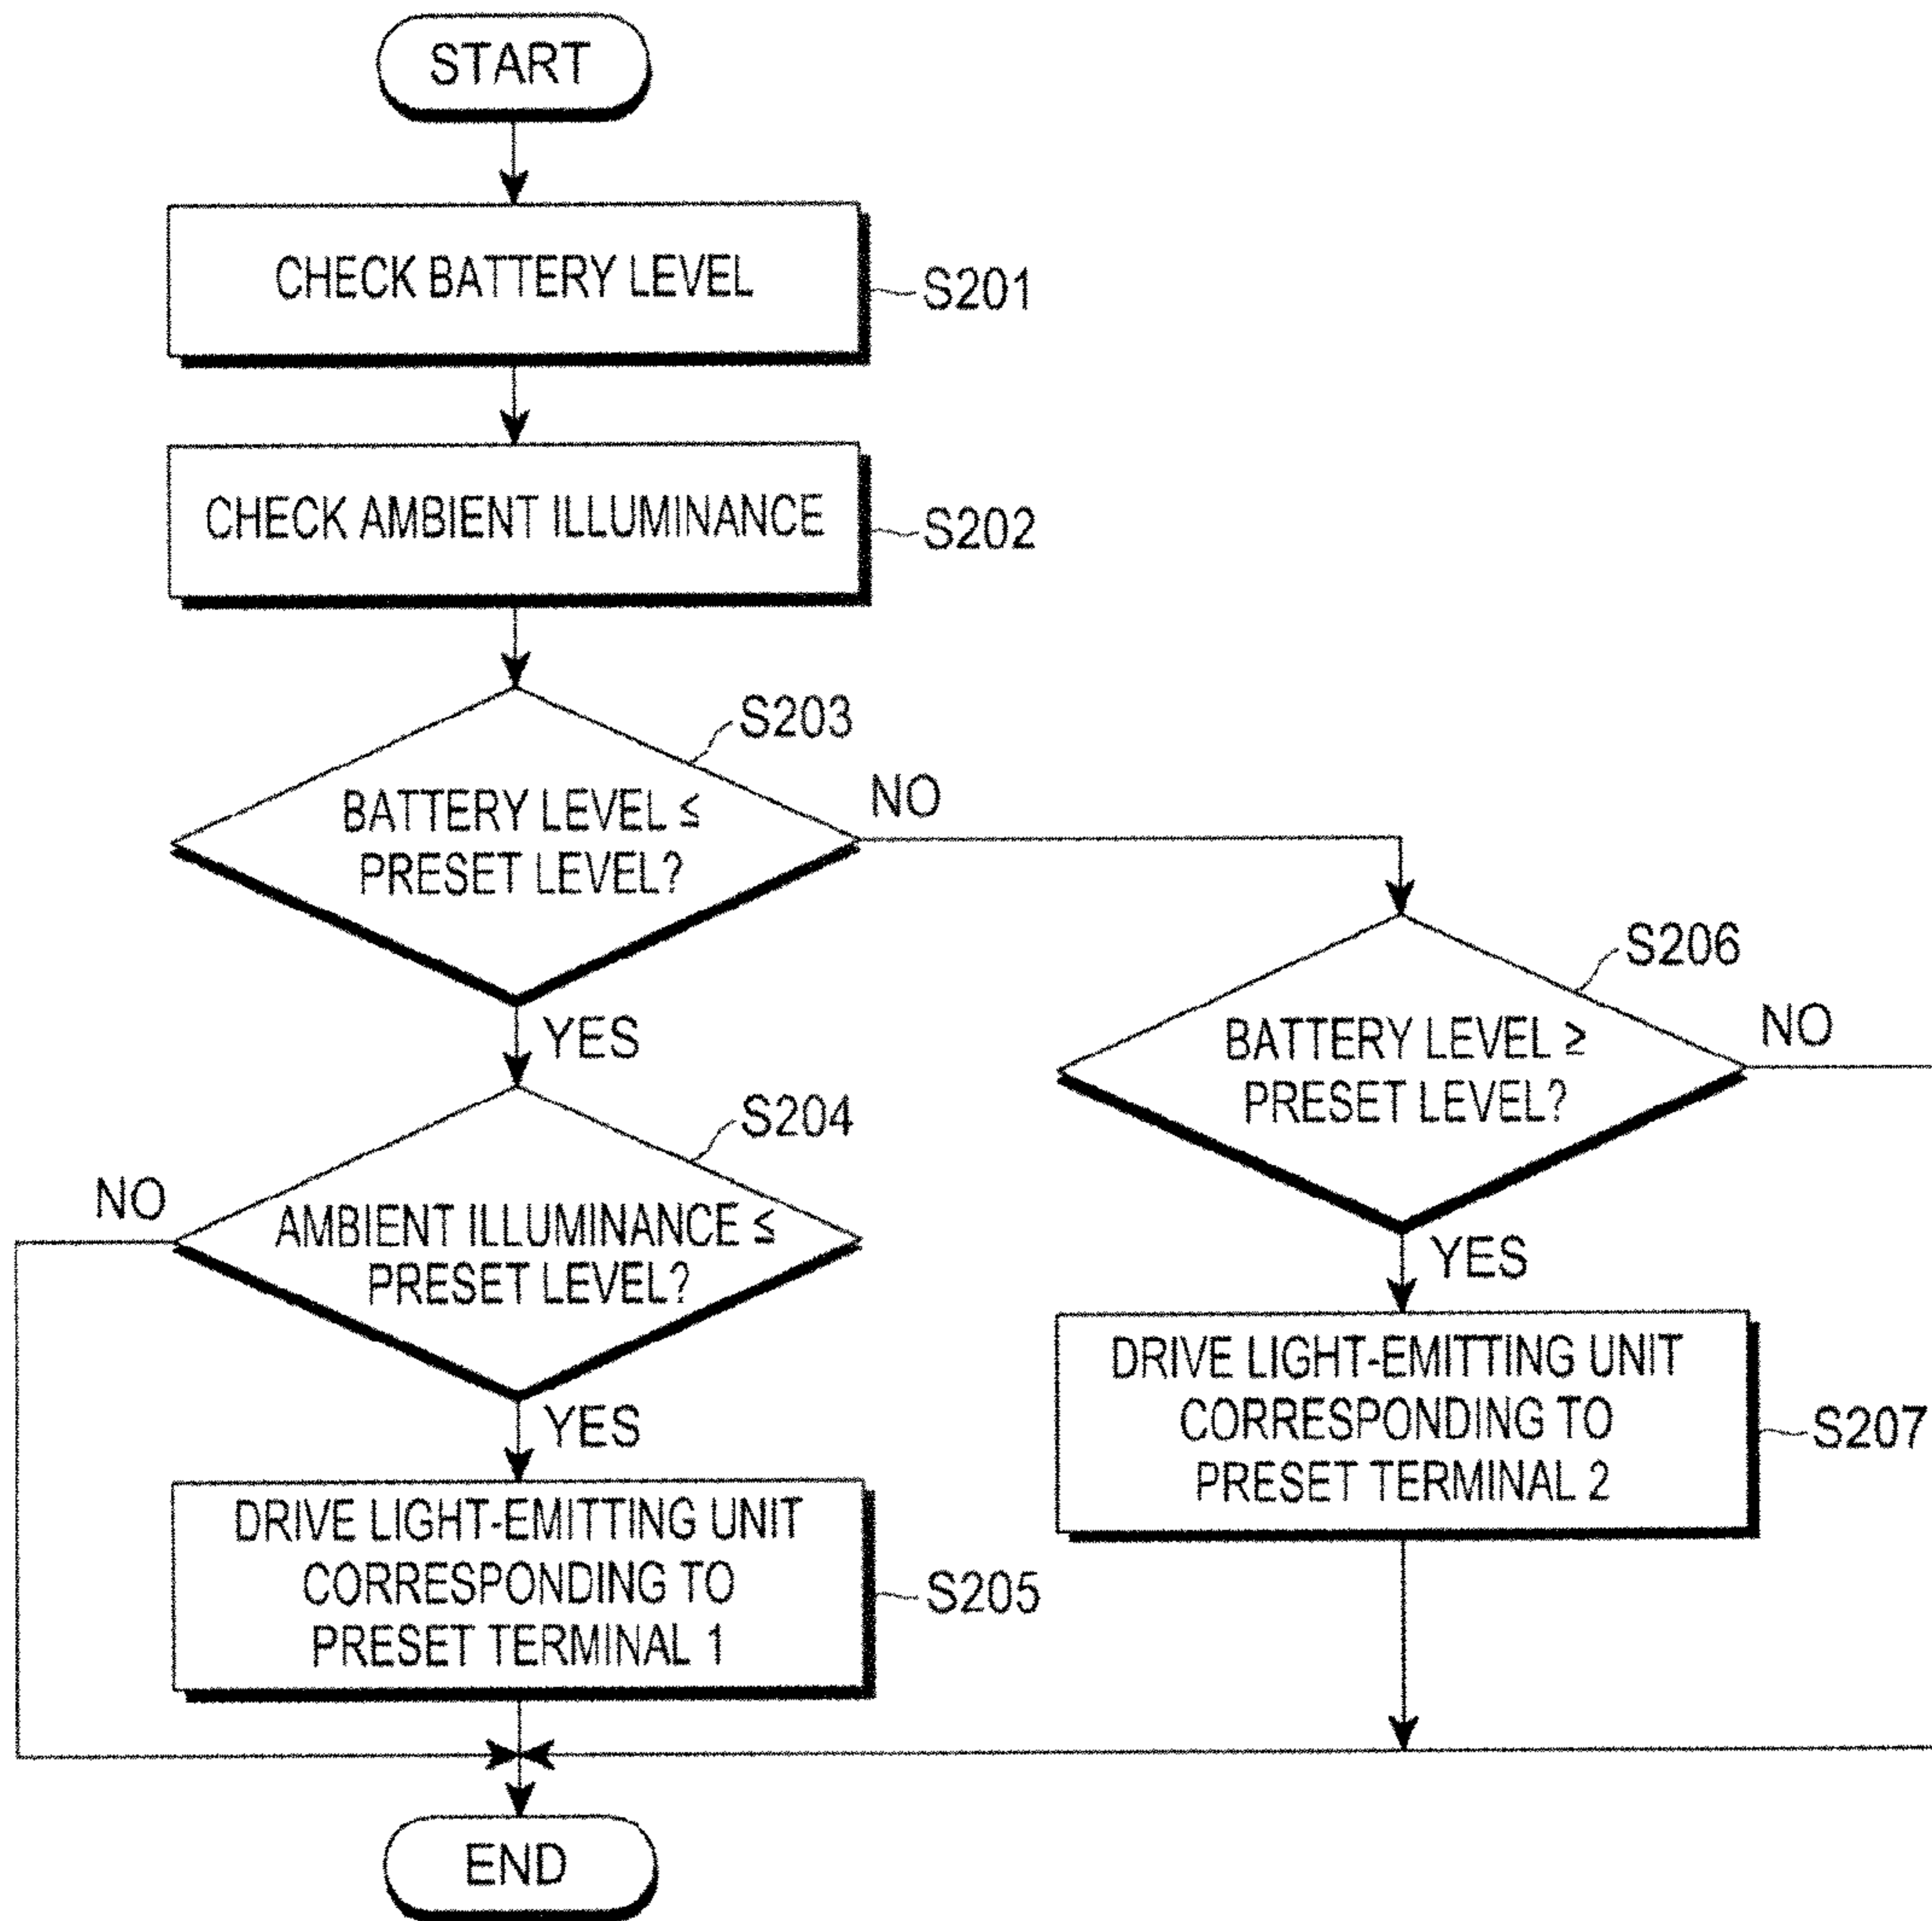 START
CHECK BATTERY LEVEL
S201
CHECK AMBIENT ILLUMINANCE
S202
S203
BATTERY LEVEL ≤
PRESET LEVEL?
NO
YES
S204
NO
AMBIENT ILLUMINANCE ≤
PRESET LEVEL?
YES
DRIVE LIGHT-EMITTING UNIT
CORRESPONDING TO
PRESET TERMINAL 1
S205
S206
BATTERY LEVEL ≥
PRESET LEVEL?
NO
YES
DRIVE LIGHT-EMITTING UNIT
CORRESPONDING TO
PRESET TERMINAL 2
S207
END